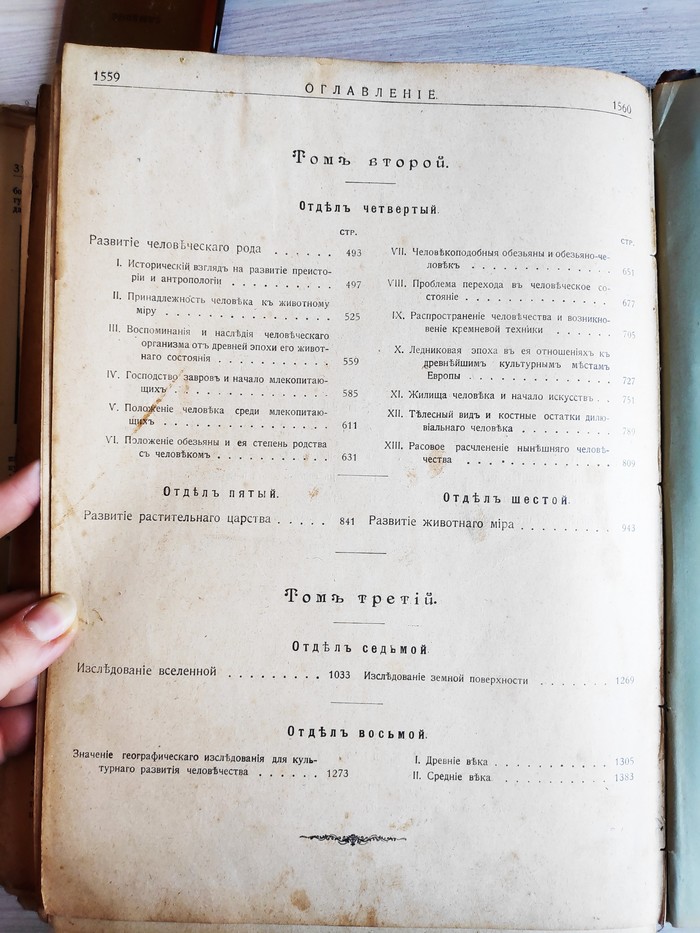 1559
ОГЛАВЛЕНІЕ.
1560
Томъ второй.
Отдѣлъ четвертый.
СТР.
Развитіе человѣческаго рода . . . . . . 493
I. Историческій взглядъ на развитіе преисто-
ріи и антропологіи . . . . . . . . . 497
II. Принадлежность человѣка къ животному
міру . . . . . . . . . . . . . . . 525
III. Воспоминанія и наслѣдія человѣческаго
организма отъ древней эпохи его живот-
наго состоянія . . . . . . . . . . 559
IV. Господство завровъ и начало млекопитаю-
щихъ . . . . . . . . . . . . . . 585
V. Положеніе человѣка среди млекопитаю-
щихъ . . . . . . . . . . . . . . 611
VI. Положеніе обезьяны и ея степень родства
съ человѣкомъ . . . . . . . . . . 631
СТР.
VII. Человѣкоподобныя обезьяны и обезьяно-че-
ловѣкъ . . . . . . . . . . . . . 651
VIII. Проблема перехода въ человѣческое со-
стояніе . . . . . . . . . . . . . 677
IX. Распространеніе человѣчества и возникно-
веніе кремневой техники . . . . . . 705
X. Ледниковая эпоха въ ея отношеніяхъ къ
древнѣйшимъ культурнымъ мѣстамъ
Европы . . . . . . . . . . . . . 727
XI. Жилища человѣка и начало искусствъ . . 751
XII. Тѣлесный видъ и костные остатки дилю-
віальнаго человѣка . . . . . . . . 789
XIII. Расовое расчлененіе нынѣшняго человѣ-
чества . . . . . . . . . . . . . 809
Отдѣлъ пятый.
Развитіе растительнаго царства . . . . . 841
Отдѣлъ шестой.
Развитіе животнаго міра . . . . . . . . . 943
Томъ третій.
Отдѣлъ седьмой
Изслѣдованіе вселенной . . . . . . . . . 1033
Изслѣдованіе земной поверхности . . . . . . . 1269
Отдѣлъ восьмой.
Значеніе географическаго изслѣдованія для куль-
турнаго развитія человѣчества . . . . . . 1273
I. Древніе вѣка . . . . . . . . . . . 1305
II. Средніе вѣка . . . . . . . . . . . 1383